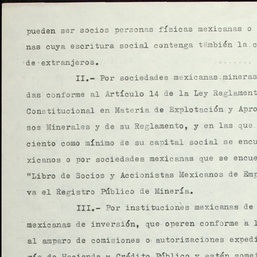 pueden ser socios personas físicas mexicanas o
nas cuya escritura social contenga también la c
de extranjeros.
II.- Por sociedades mexicanas mineras
das conforme al Artículo 14 de la Ley Reglament
Constitucional en Materia de Explotación y Apro
sos Minerales y de su Reglamento, y en las que
ciento como mínimo de su capital social se encu
xicanos o por sociedades mexicanas que se encue
"Libro de Socios y Accionistas Mexicanos de Emp
va el Registro Público de Minería.
III.- Por instituciones mexicanas de
mexicanas de inversión, que operen conforme a l
al amparo de comisiones o autorizaciones expedi
ría de Hacienda y Crédito Público y estén